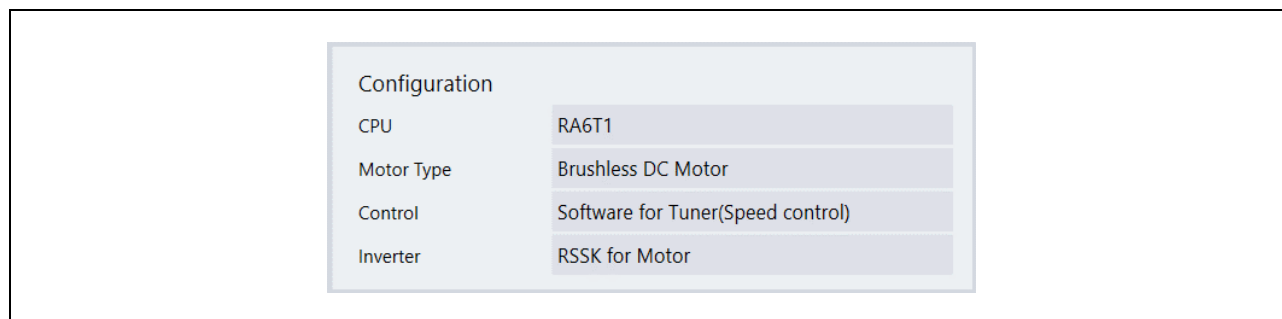 Configuration
CPU RA6T1
Motor Type Brushless DC Motor
Control Software for Tuner(Speed control)
Inverter RSSK for Motor